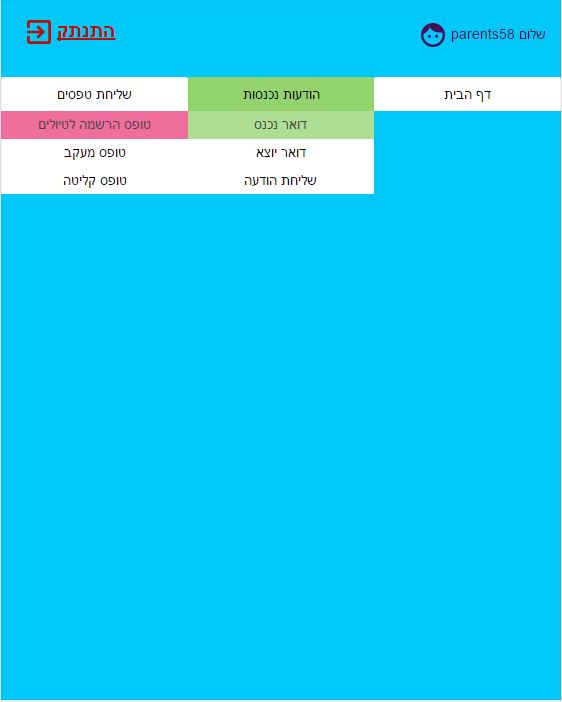 שלום parents58
התנתק
דף הבית
הודעות נכנסות
שליחת טפסים
דואר נכנס
טופס הרשמה לטיולים
דואר יוצא
טופס מעקב
שליחת הודעה
טופס קליטה